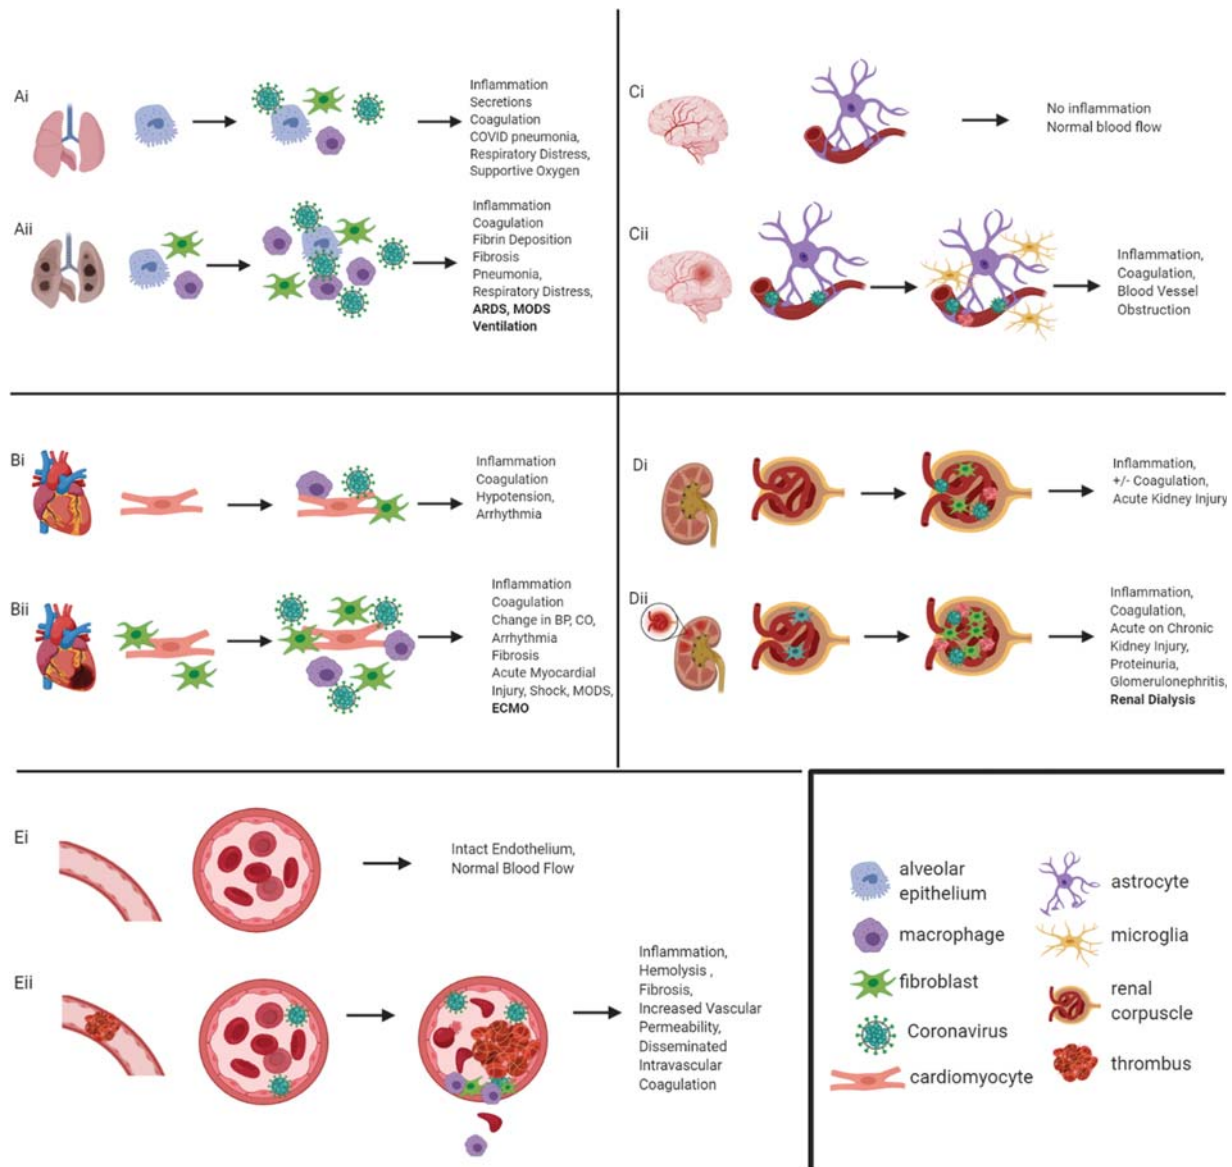 Ai
Inflammation
Secretions
Coagulation
COVID pneumonia,
Respiratory Distress,
Supportive Oxygen
Aii
Inflammation
Coagulation
Fibrin Deposition
Fibrosis
Pneumonia,
Respiratory Distress,
ARDS, MODS
Ventilation
Ci
No inflammation
Normal blood flow
Cii
Inflammation,
Coagulation,
Blood Vessel
Obstruction
Bi
Inflammation
Coagulation
Hypotension,
Arrhythmia
Bii
Inflammation
Coagulation
Change in BP, CO,
Arrhythmia
Fibrosis
Acute Myocardial
Injury, Shock, MODS,
ECMO
Di
Inflammation,
+/- Coagulation,
Acute Kidney Injury
Dii
Inflammation,
Coagulation,
Acute on Chronic
Kidney Injury,
Proteinuria,
Glomerulonephritis,
Renal Dialysis
Ei
Intact Endothelium,
Normal Blood Flow
Eii
Inflammation,
Hemolysis ,
Fibrosis,
Increased Vascular
Permeability,
Disseminated
Intravascular
Coagulation
alveolar
epithelium
macrophage
fibroblast
Coronavirus
cardiomyocyte
astrocyte
microglia
renal
corpuscle
thrombus